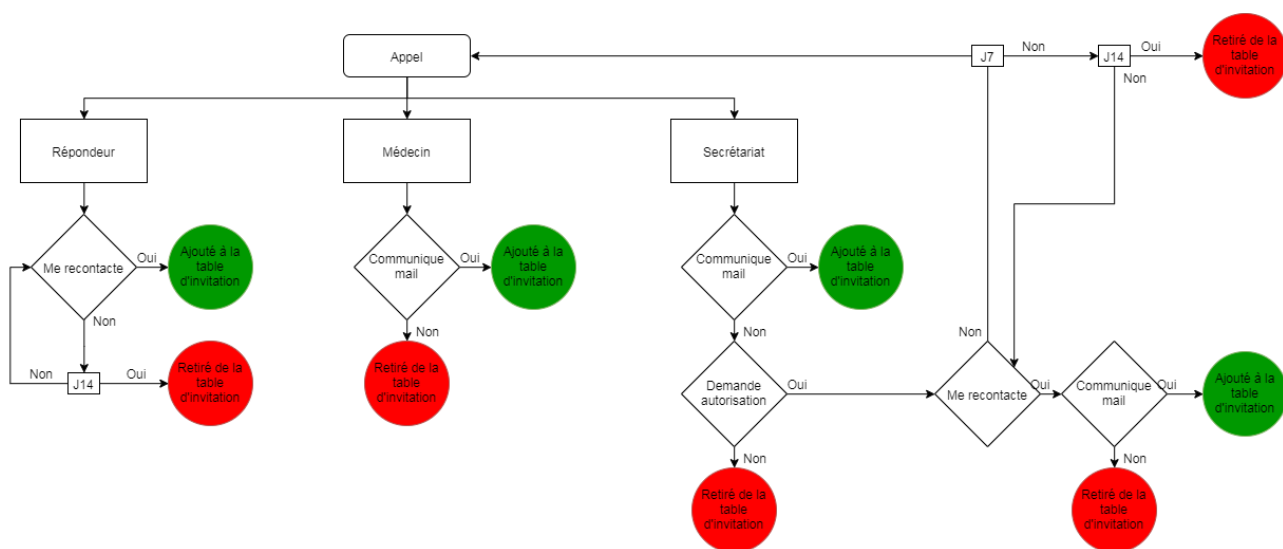 Appel
J7
Non
J14
Oui
Non
Retiré de la
table
d'invitation
Répondeur
Médecin
Secrétariat
Me recontacte
Oui
Ajouté à la
table
d'invitation
Non
Communique
mail
Oui
Ajouté à la
table
d'invitation
Non
Communique
mail
Oui
Ajouté à la
table
d'invitation
Non
Non
J14
Oui
Retiré de la
table
d'invitation
Retiré de la
table
d'invitation
Demande
autorisation
Oui
Non
Non
Me recontacte
Oui
Communique
mail
Oui
Ajouté à la
table
d'invitation
Non
Retiré de la
table
d'invitation
Retiré de la
table
d'invitation